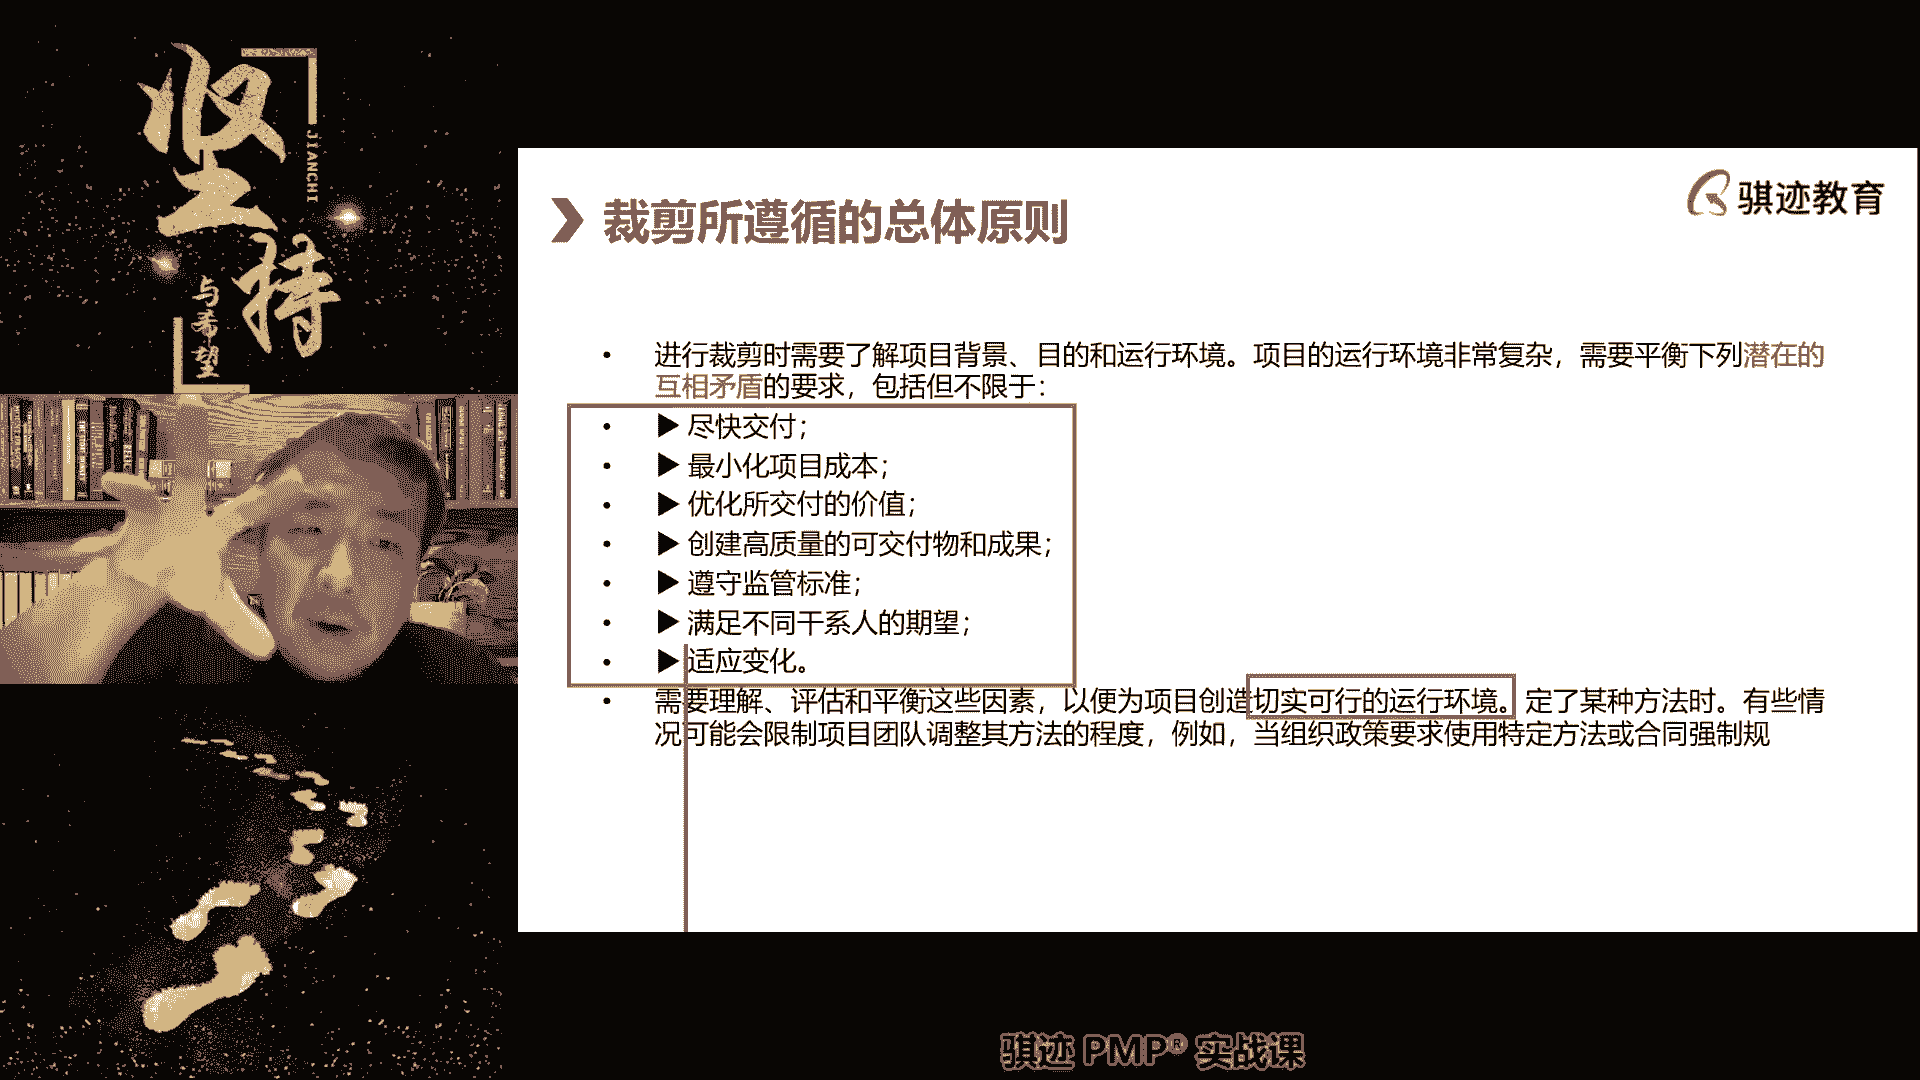 坚持
JIANCHI
与希望
骐迹教育
裁剪所遵循的总体原则
• 进行裁剪时需要了解项目背景、目的和运行环境。项目的运行环境非常复杂，需要平衡下列潜在的
互相矛盾的要求，包括但不限于：
• ▶ 尽快交付；
• ▶ 最小化项目成本；
• ▶ 优化所交付的价值；
• ▶ 创建高质量的可交付物和成果；
• ▶ 遵守监管标准；
• ▶ 满足不同干系人的期望；
• ▶ 适应变化。
• 需要理解、评估和平衡这些因素，以便为项目创造切实可行的运行环境。定了某种方法时。有些情
况可能会限制项目团队调整其方法的程度，例如，当组织政策要求使用特定方法或合同强制规
骐迹 PMP® 实战课